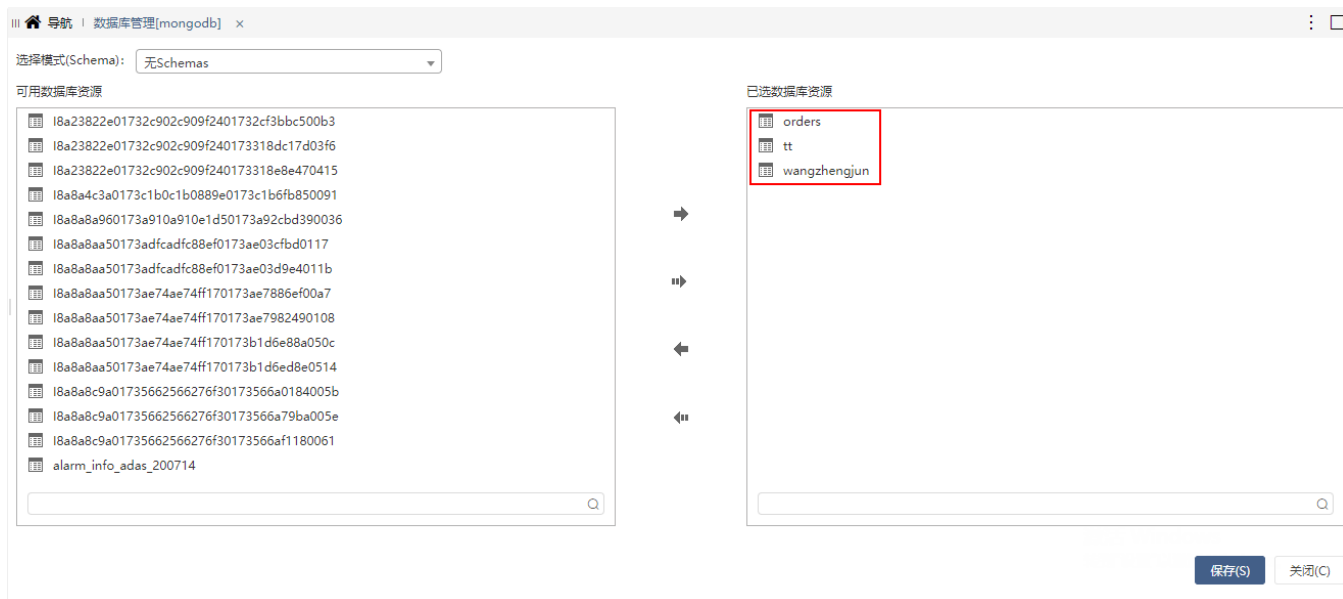 导航 数据库管理[mongodb] ×
选择模式(Schema): 无Schemas
可用数据库资源
I8a23822e01732c902c909f2401732cf3bbc500b3
I8a23822e01732c902c909f240173318dc17d03f6
I8a23822e01732c902c909f240173318e8e470415
I8a8a4c3a0173c1b0c1b0889e0173c1b6fb850091
I8a8a8a960173a910a910e1d50173a92cbd390036
I8a8a8aa50173adfcadfc88ef0173ae03cfbd0117
I8a8a8aa50173adfcadfc88ef0173ae03d9e4011b
I8a8a8aa50173ae74ae74ff170173ae7886ef00a7
I8a8a8aa50173ae74ae74ff170173ae7982490108
I8a8a8aa50173ae74ae74ff170173b1d6e88a050c
I8a8a8aa50173ae74ae74ff170173b1d6ed8e0514
I8a8a8c9a01735662566276f30173566a0184005b
I8a8a8c9a01735662566276f30173566a79ba005e
I8a8a8c9a01735662566276f30173566af1180061
alarm_info_adas_200714
已选数据库资源
orders
tt
wangzhengjun
保存(S) 关闭(C)